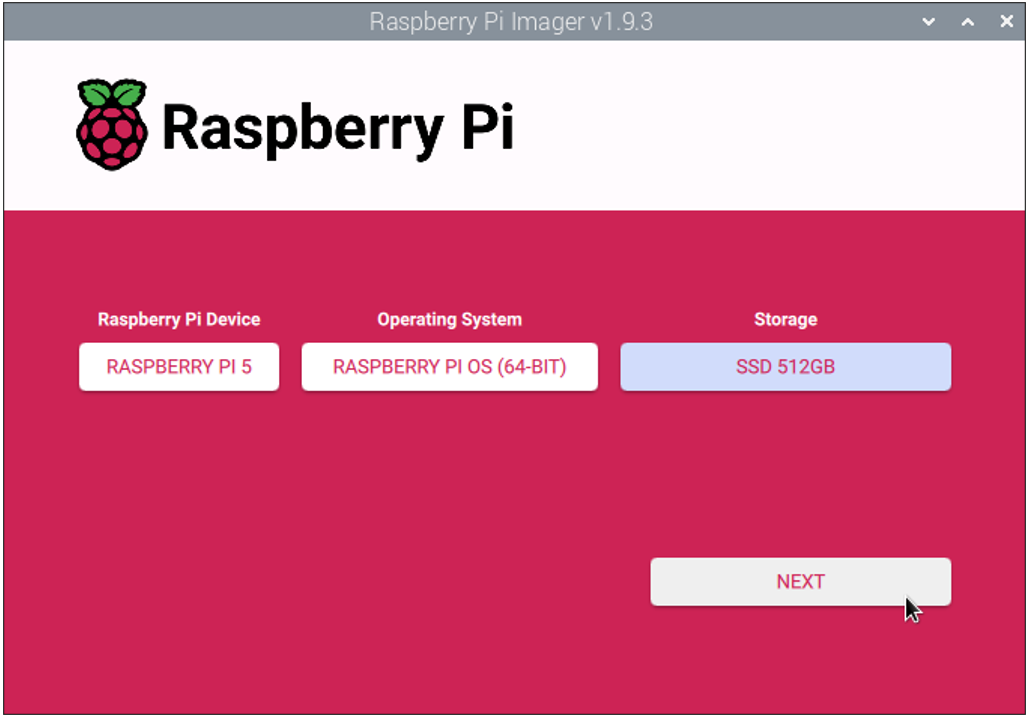 Raspberry Pi Imager v1.9.3
Raspberry Pi
Raspberry Pi Device
Operating System
Storage
RASPBERRY PI 5
RASPBERRY PI OS (64-BIT)
SSD 512GB
NEXT